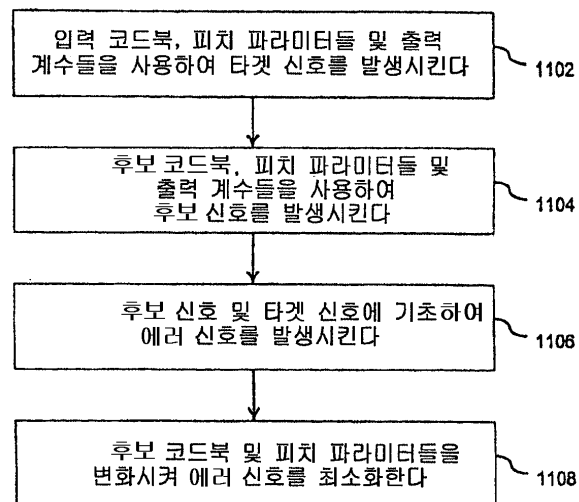 입력 코드북, 피치 파라미터들 및 출력
계수들을 사용하여 타겟 신호를 발생시킨다
1102
후보 코드북, 피치 파라미터들 및
출력 계수들을 사용하여
후보 신호를 발생시킨다
1104
후보 신호 및 타겟 신호에 기초하여
에러 신호를 발생시킨다
1106
후보 코드북 및 피치 파라미터들을
변화시켜 에러 신호를 최소화한다
1108